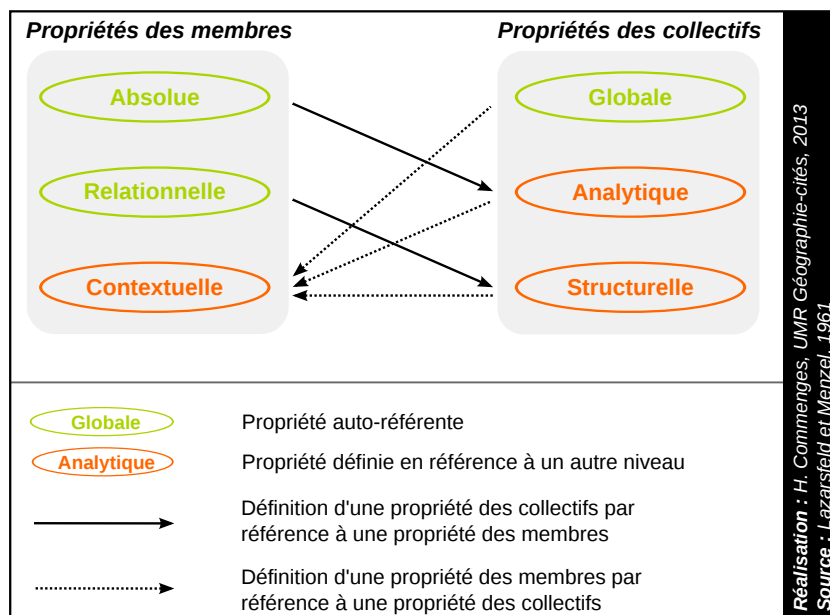 Propriétés des membres
Propriétés des collectifs
Absolue
Globale
Relationnelle
Analytique
Contextuelle
Structurelle
Globale
Propriété auto-référente
Analytique
Propriété définie en référence à un autre niveau
Définition d'une propriété des collectifs par
référence à une propriété des membres
Définition d'une propriété des membres par
référence à une propriété des collectifs
Réalisation : H. Commenges, UMR Géographie-cités, 2013
Source : Lazarsfeld et Menzel, 1961